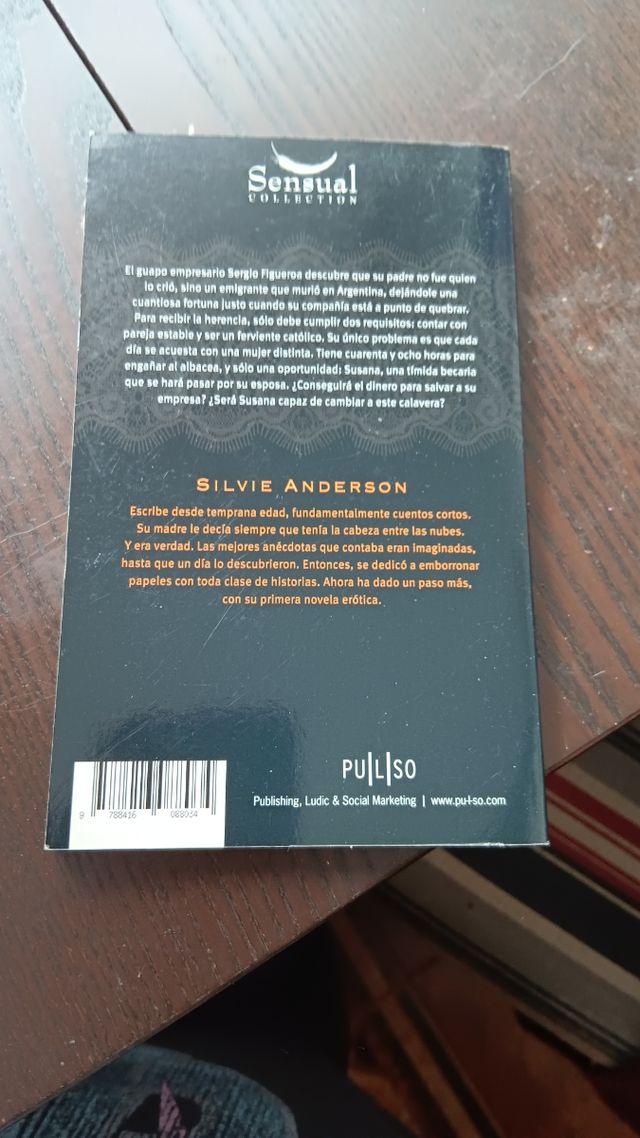 Sensual
COLLECTION
El guapo empresario Sergio Figueroa descubre que su padre no fue quien
lo crió, sino un emigrante que murió en Argentina, dejándole una
cuantiosa fortuna justo cuando su compañía está a punto de quebrar.
Para recibir la herencia, sólo debe cumplir dos requisitos: contar con
pareja estable y ser un ferviente católico. Su único problema es que cada
día se acuesta con una mujer distinta. Tiene cuarenta y ocho horas para
engañar al albacea, y sólo una oportunidad: Susana, una tímida becaria
que se hará pasar por su esposa. ¿Conseguirá el dinero para salvar a su
empresa? ¿Será Susana capaz de cambiar a este calavera?
SILVIE ANDERSON
Escribe desde temprana edad, fundamentalmente cuentos cortos.
Su madre le decía siempre que tenía la cabeza entre las nubes.
Y era verdad. Las mejores anécdotas que contaba eran imaginadas,
hasta que un día lo descubrieron. Entonces, se dedicó a emborronar
papeles con toda clase de historias. Ahora ha dado un paso más,
con su primera novela erótica.
PU|L|SO
Publishing, Ludic & Social Marketing | www.pu-l-so.com
9 788416 088034